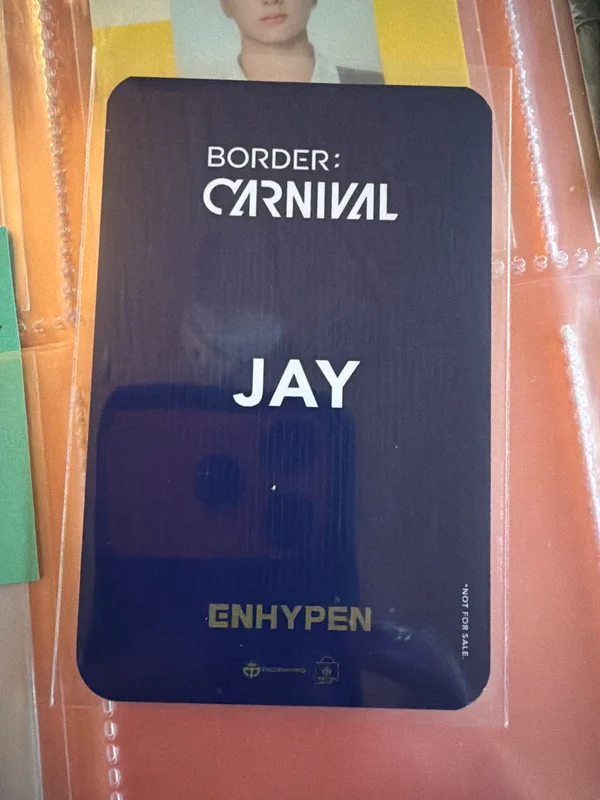 BORDER:
CARNIVAL
JAY
ENHYPEN
*NOT FOR SALE.